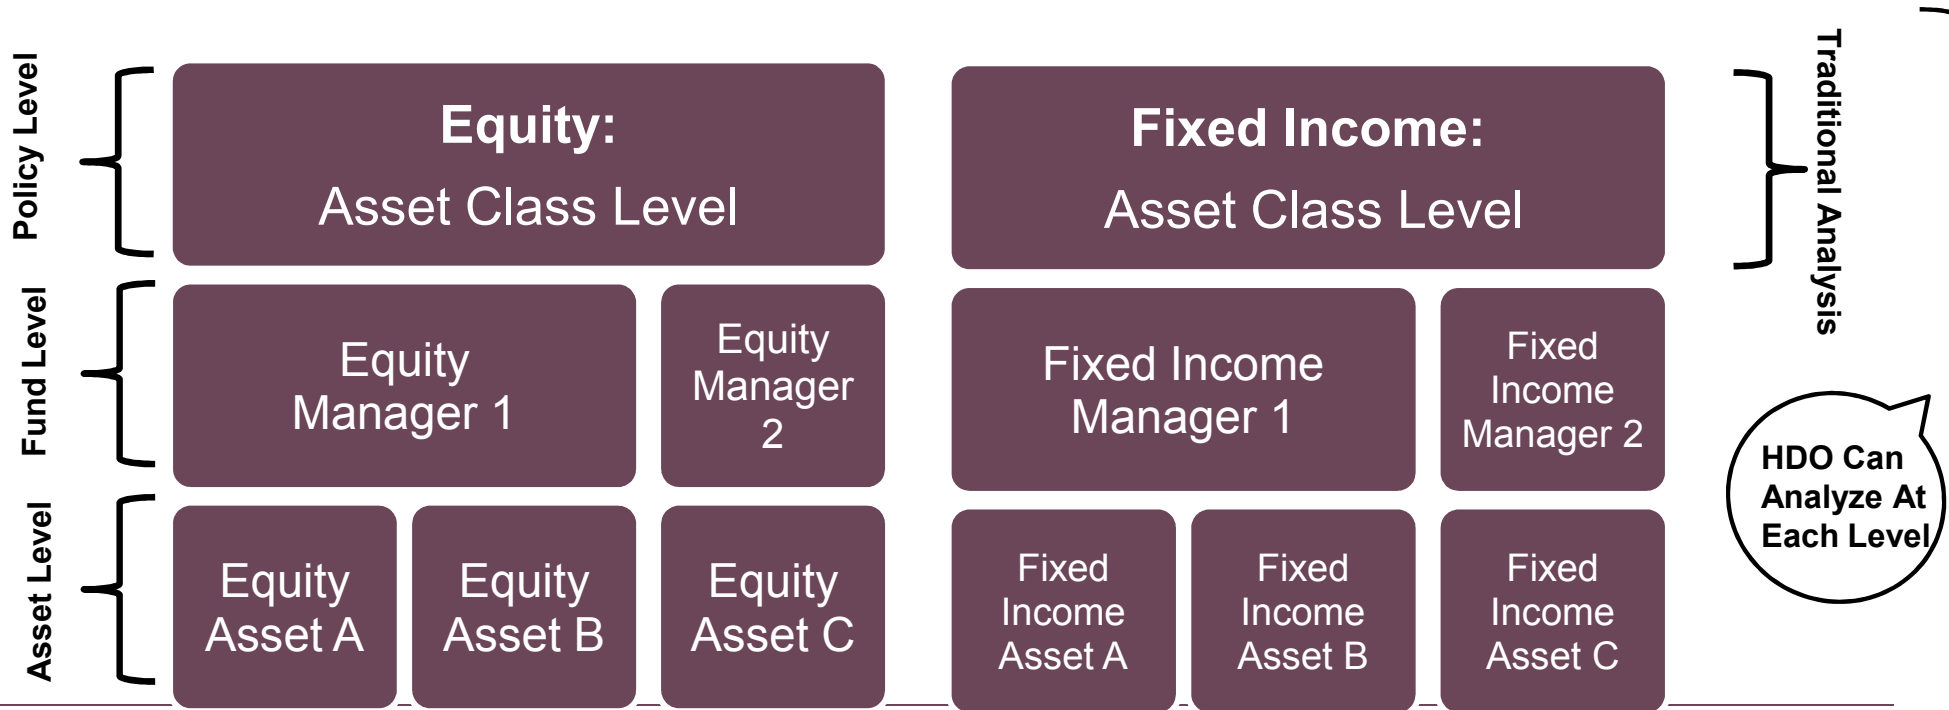 Policy Level
Equity:
Asset Class Level
Fixed Income:
Asset Class Level
Traditional Analysis
Fund Level
Equity
Manager 1
Equity
Manager
2
Fixed Income
Manager 1
Fixed
Income
Manager 2
HDO Can
Analyze At
Each Level
Asset Level
Equity
Asset A
Equity
Asset B
Equity
Asset C
Fixed
Income
Asset A
Fixed
Income
Asset B
Fixed
Income
Asset C